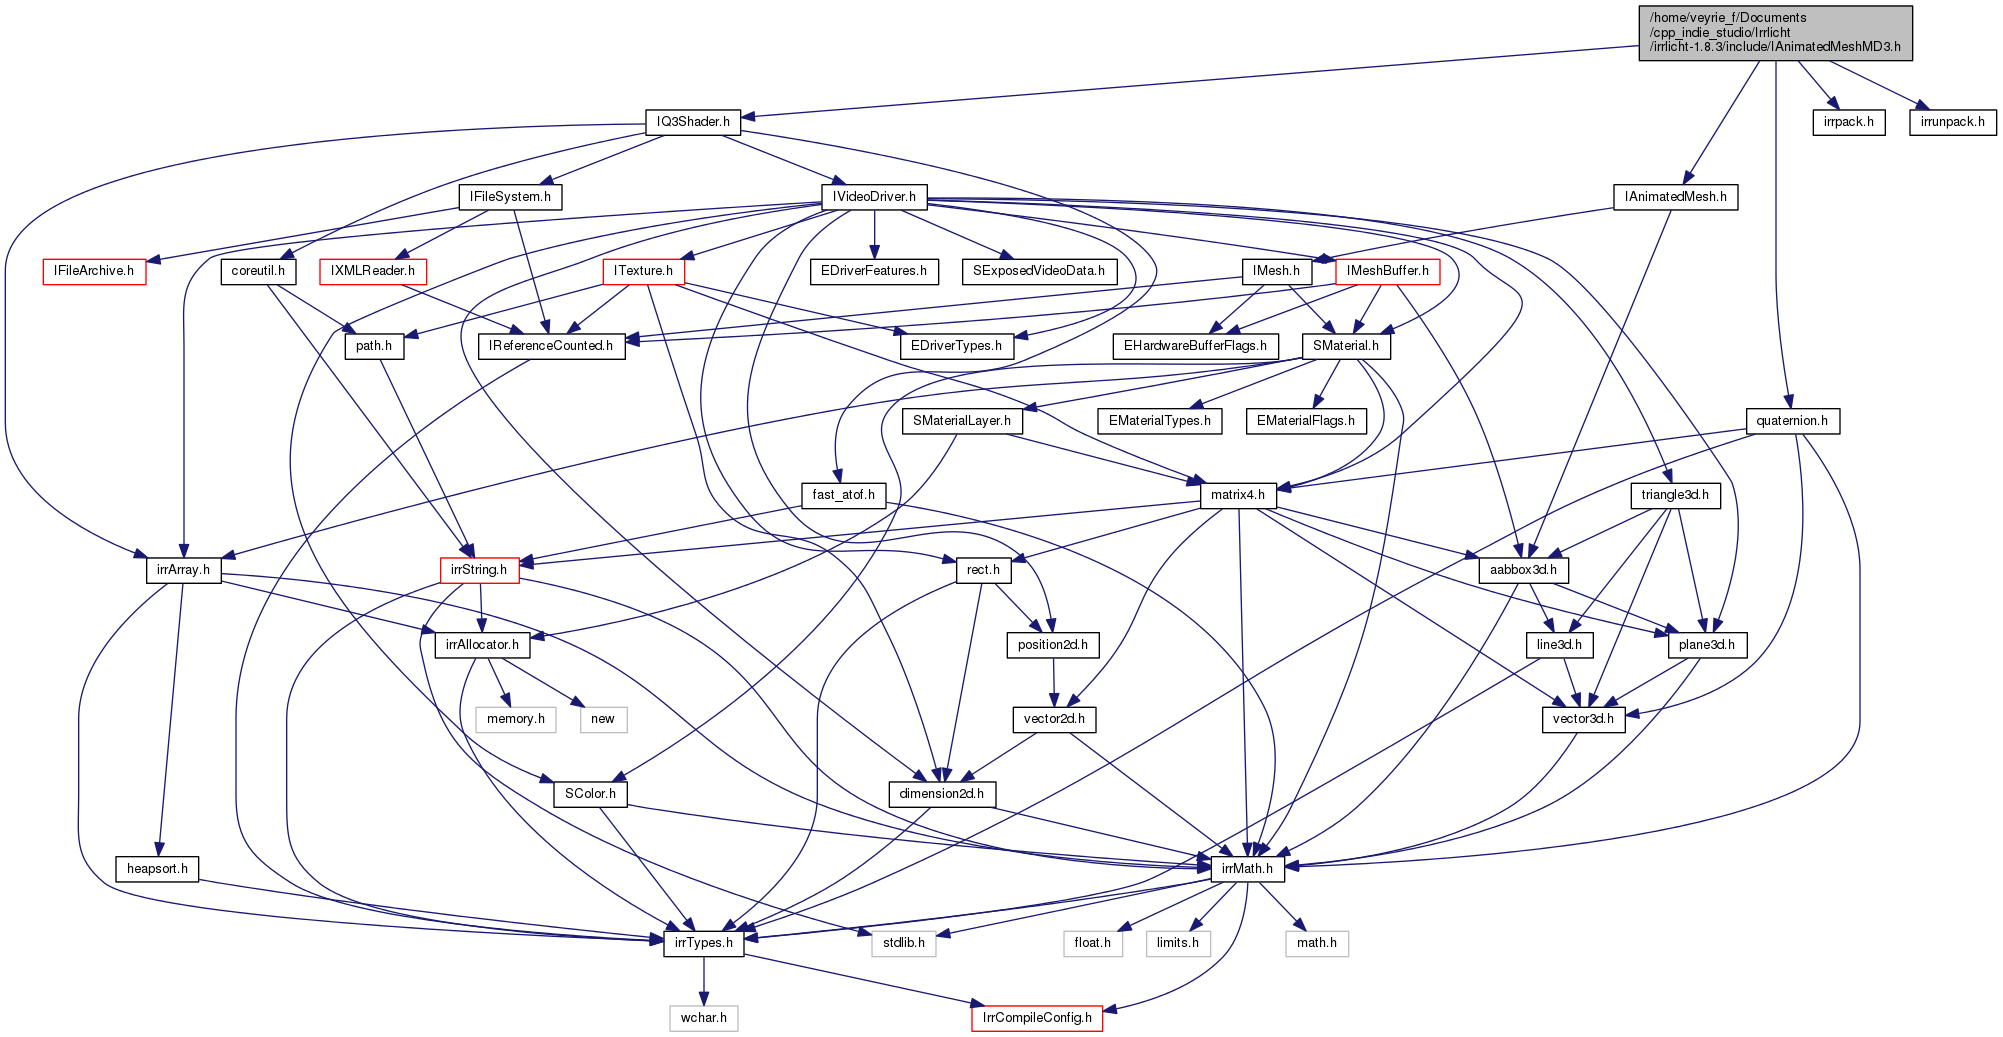 /home/veyrie_f/Documents
/cpp_indie_studio/Irrlicht
/irrlicht-1.8.3/include/IAnimatedMeshMD3.h
IQ3Shader.h
irrpack.h
irrunpack.h
IFileSystem.h
IVideoDriver.h
IAnimatedMesh.h
IFileArchive.h
coreutil.h
IXMLReader.h
ITexture.h
EDriverFeatures.h
SExposedVideoData.h
IMesh.h
IMeshBuffer.h
path.h
IReferenceCounted.h
EDriverTypes.h
EHardwareBufferFlags.h
SMaterial.h
SMaterialLayer.h
EMaterialTypes.h
EMaterialFlags.h
quaternion.h
fast_atof.h
matrix4.h
triangle3d.h
irrArray.h
irrString.h
rect.h
aabbox3d.h
irrAllocator.h
position2d.h
line3d.h
plane3d.h
memory.h
new
vector2d.h
vector3d.h
SColor.h
dimension2d.h
heapsort.h
irrMath.h
irrTypes.h
stdlib.h
float.h
limits.h
math.h
wchar.h
IrrCompileConfig.h